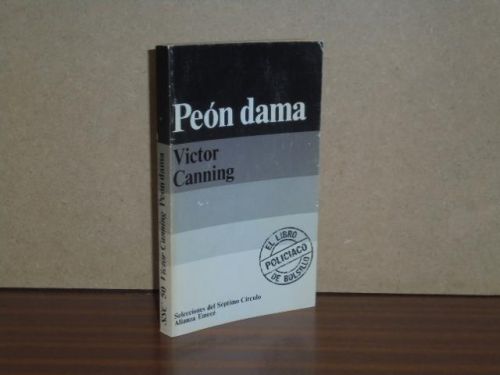 Peón dama
Victor
Canning
EL LIBRO
POLICIACO
DE BOLSILLO
Selecciones del Séptimo Círculo
Alianza Emecé
SSC 50 Victor Canning Peón dama